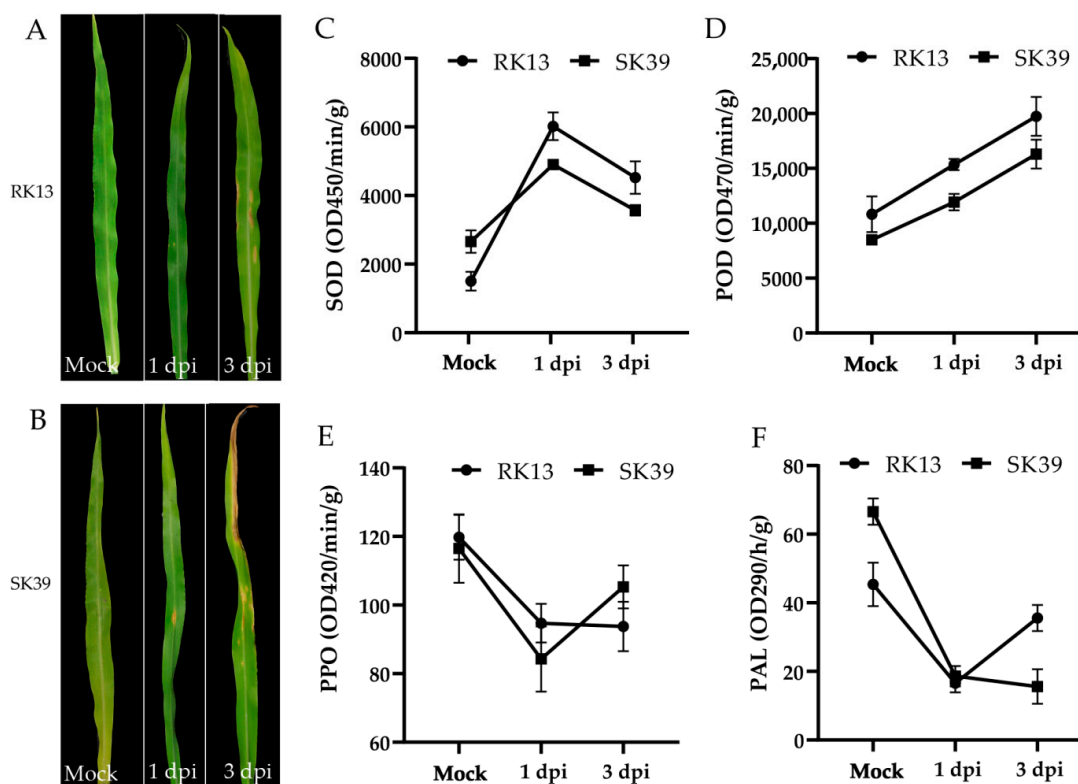 A
RK13
Mock
1 dpi
3 dpi
B
SK39
Mock
1 dpi
3 dpi
C
RK13
SK39
SOD (OD450/min/g)
8000
6000
4000
2000
0
Mock
1 dpi
3 dpi
D
RK13
SK39
POD (OD470/min/g)
25,000
20,000
15,000
10,000
5000
0
Mock
1 dpi
3 dpi
E
RK13
SK39
PPO (OD420/min/g)
140
120
100
80
60
Mock
1 dpi
3 dpi
F
RK13
SK39
PAL (OD290/h/g)
80
60
40
20
0
Mock
1 dpi
3 dpi